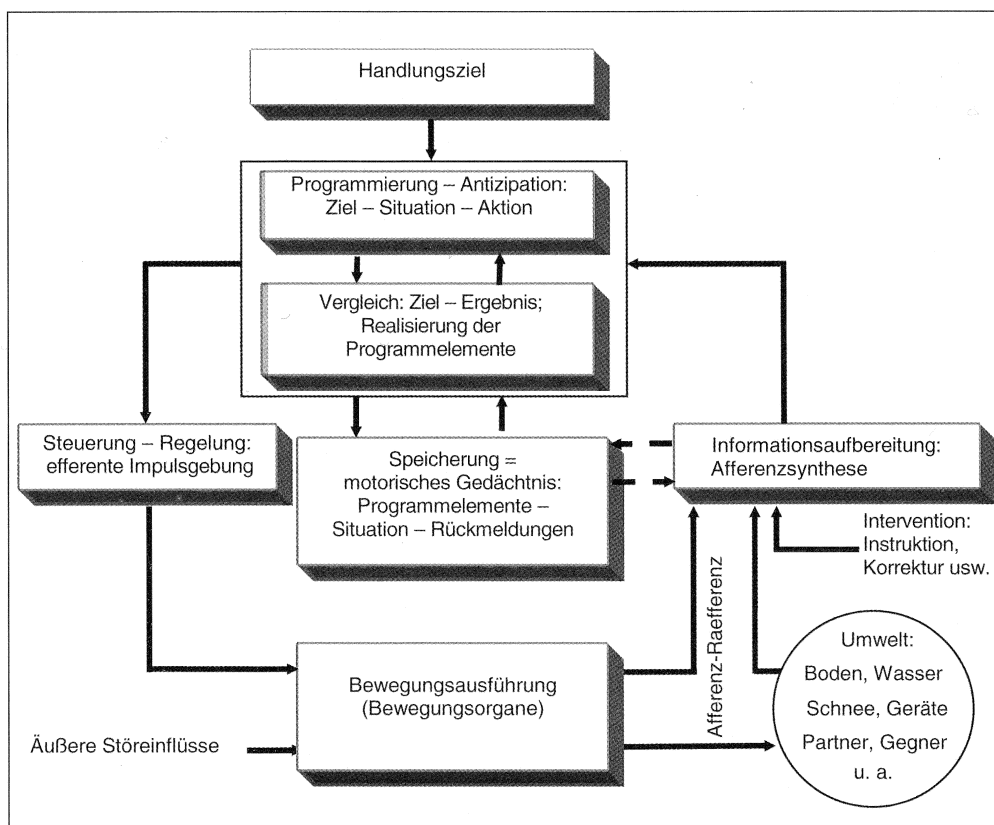 Handlungsziel
Programmierung – Antizipation:
Ziel – Situation – Aktion
Vergleich: Ziel – Ergebnis;
Realisierung der
Programmelemente
Steuerung – Regelung:
efferente Impulsgebung
Speicherung =
motorisches Gedächtnis:
Programmelemente –
Situation – Rückmeldungen
Informationsaufbereitung:
Afferenzsynthese
Intervention:
Instruktion,
Korrektur usw.
Afferenz-Raefferenz
Umwelt:
Boden, Wasser
Schnee, Geräte
Partner, Gegner
u. a.
Bewegungsausführung
(Bewegungsorgane)
Äußere Störeinflüsse